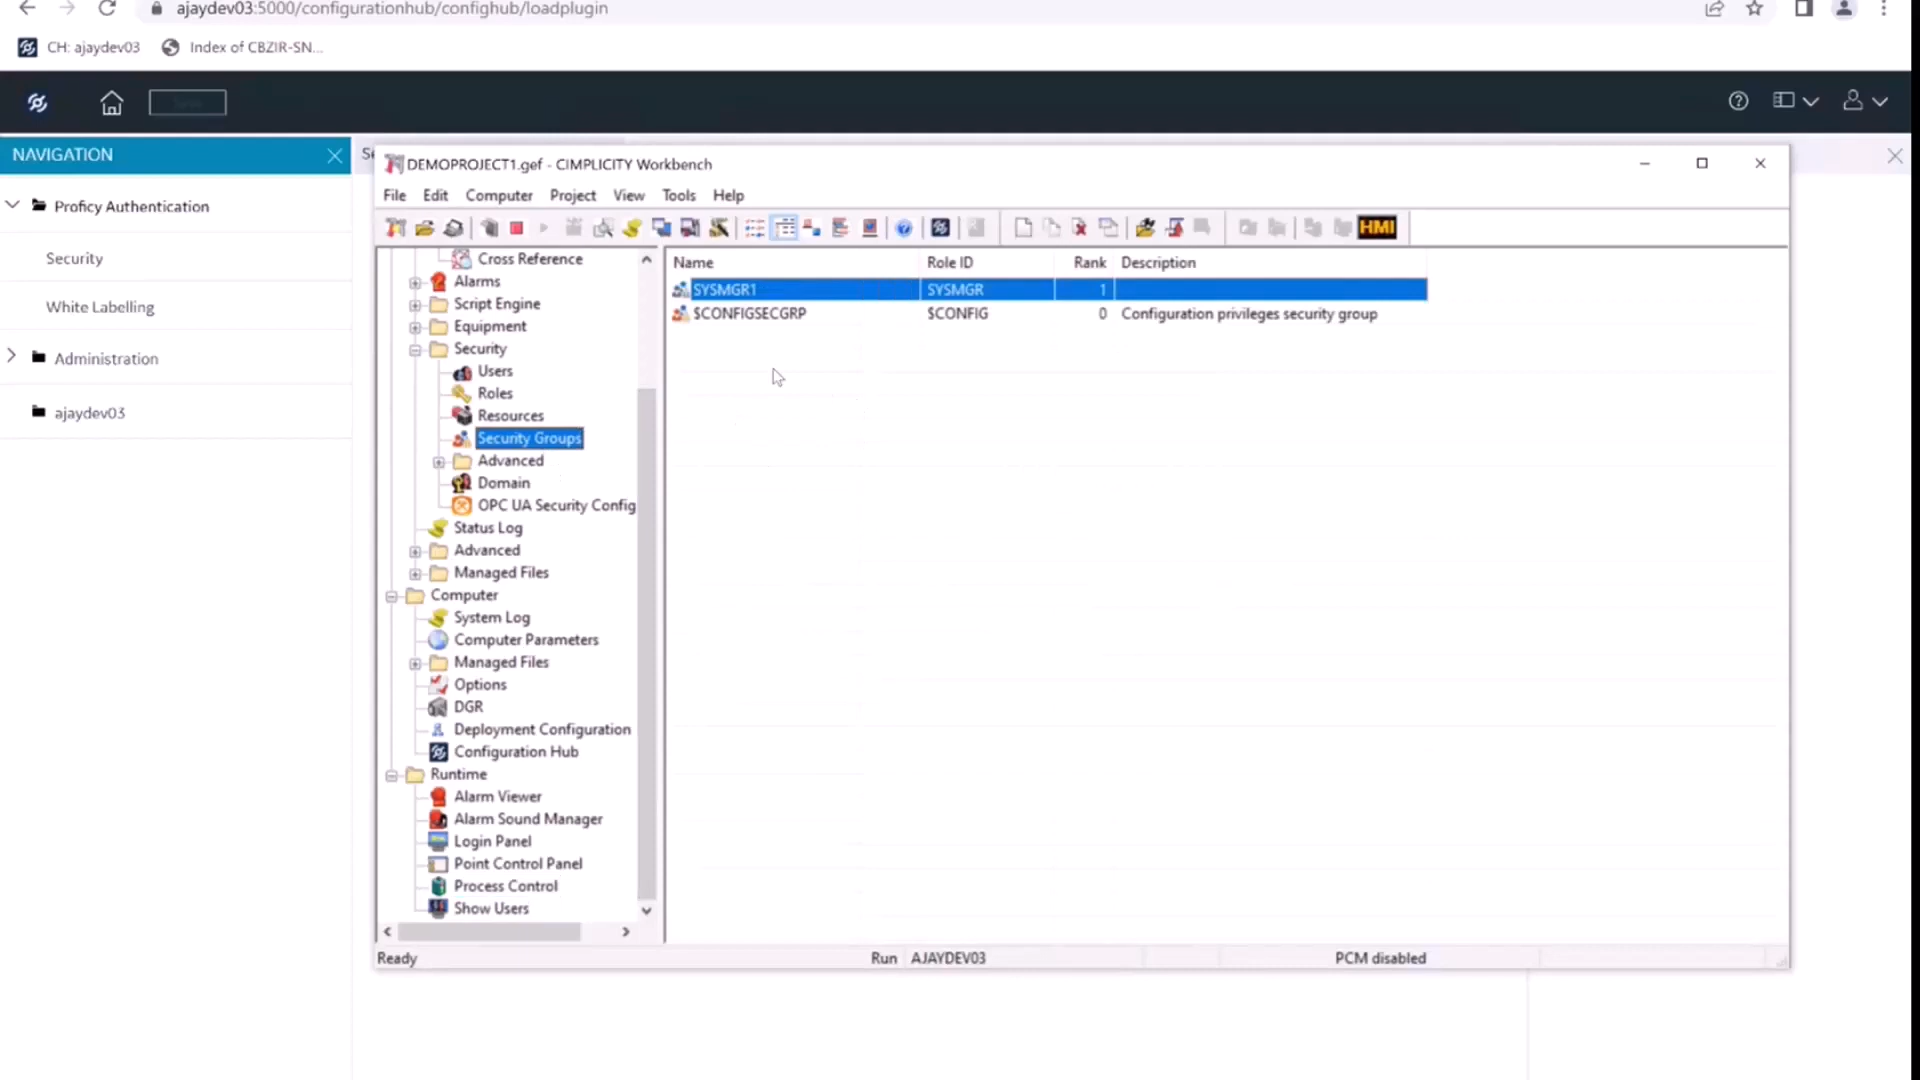 ajaydev03:5000/configurationhub/confighub/loadplugin
CH: ajaydev03
Index of CBZIR-SN...
NAVIGATION
Proficy Authentication
Security
White Labelling
Administration
ajaydev03
DEMOPROJECT1.gef - CIMPLICITY Workbench
File Edit Computer Project View Tools Help
HMI
Cross Reference
Alarms
Script Engine
Equipment
Security
Users
Roles
Resources
Security Groups
Advanced
Domain
OPC UA Security Config
Status Log
Advanced
Managed Files
Computer
System Log
Computer Parameters
Managed Files
Options
DGR
Deployment Configuration
Configuration Hub
Runtime
Alarm Viewer
Alarm Sound Manager
Login Panel
Point Control Panel
Process Control
Show Users
Name Role ID Rank Description
SYSMGR1 SYSMGR 1
$CONFIGSECGRP $CONFIG 0 Configuration privileges security group
Ready Run AJAYDEV03 PCM disabled